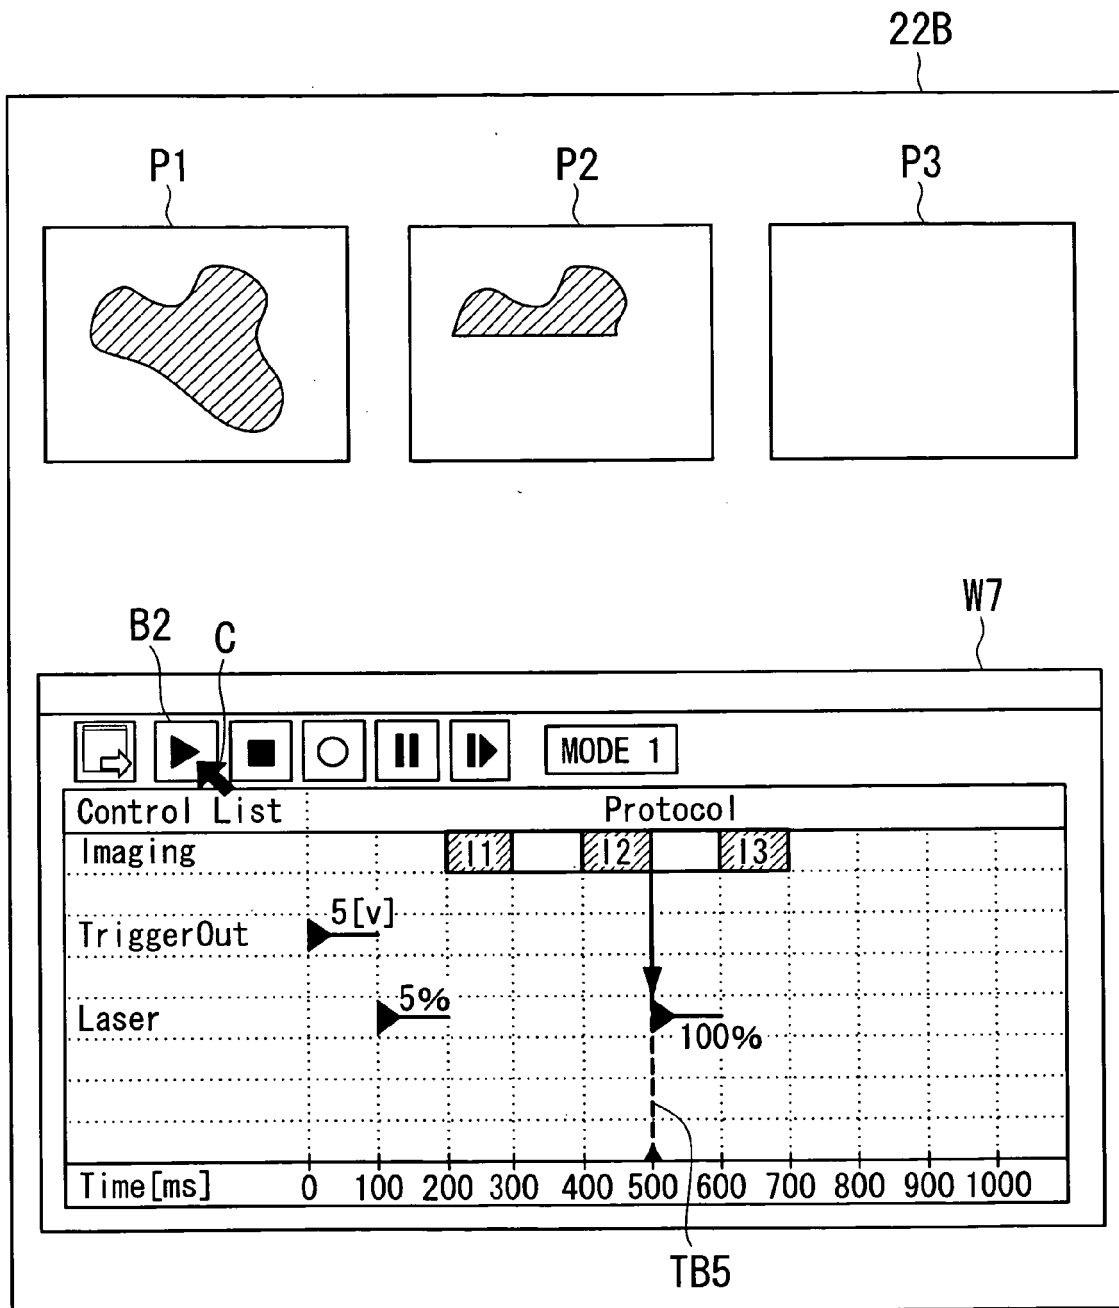 22B
P1 P2 P3
W7
B2 C
MODE 1
Control List Protocol
Imaging I1 I2 I3
5[v]
TriggerOut
5%
Laser
100%
Time[ms] 0 100 200 300 400 500 600 700 800 900 1000
TB5